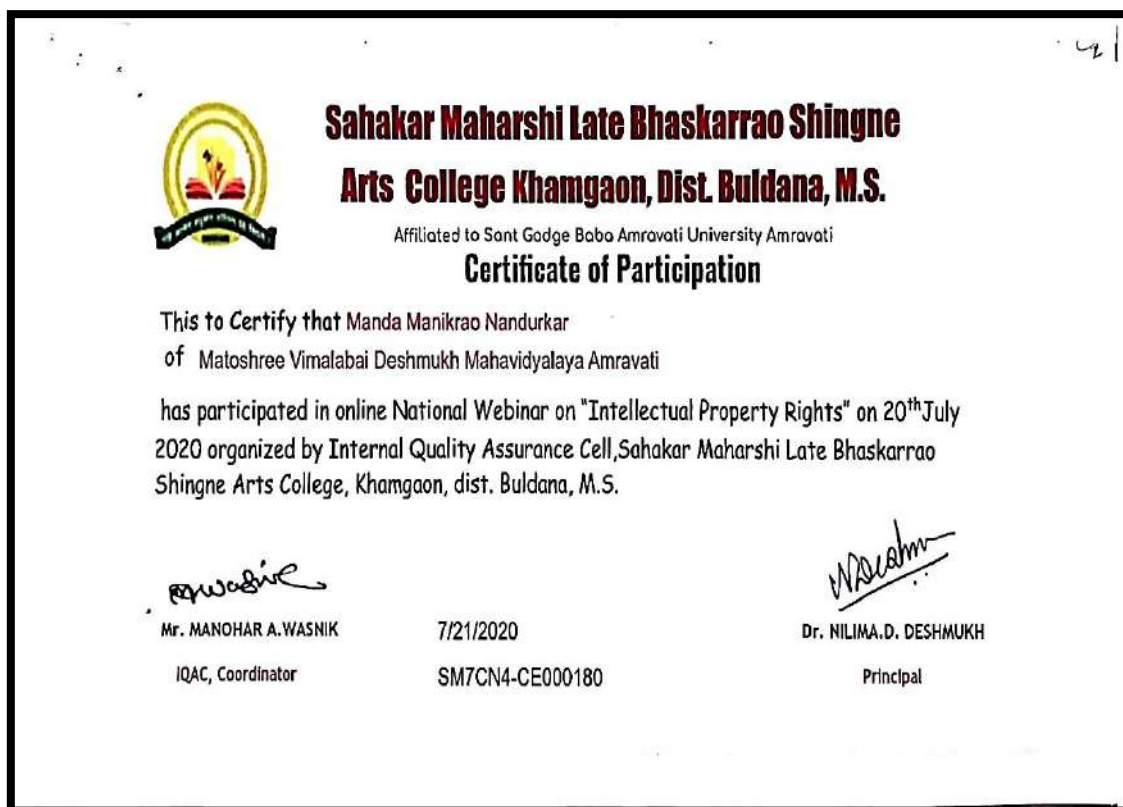 Sahakar Maharshi Late Bhaskarrao Shingne
Arts College Khamgaon, Dist. Buldana, M.S.
Affiliated to Sant Gadge Baba Amravati University Amravati
Certificate of Participation
This to Certify that Manda Manikrao Nandurkar
of Matoshree Vimalabai Deshmukh Mahavidyalaya Amravati
has participated in online National Webinar on "Intellectual Property Rights" on 20th July
2020 organized by Internal Quality Assurance Cell,Sahakar Maharshi Late Bhaskarrao
Shingne Arts College, Khamgaon, dist. Buldana, M.S.
Mr. MANOHAR A.WASNIK 7/21/2020 Dr. NILIMA.D. DESHMUKH
IQAC, Coordinator SM7CN4-CE000180 Principal